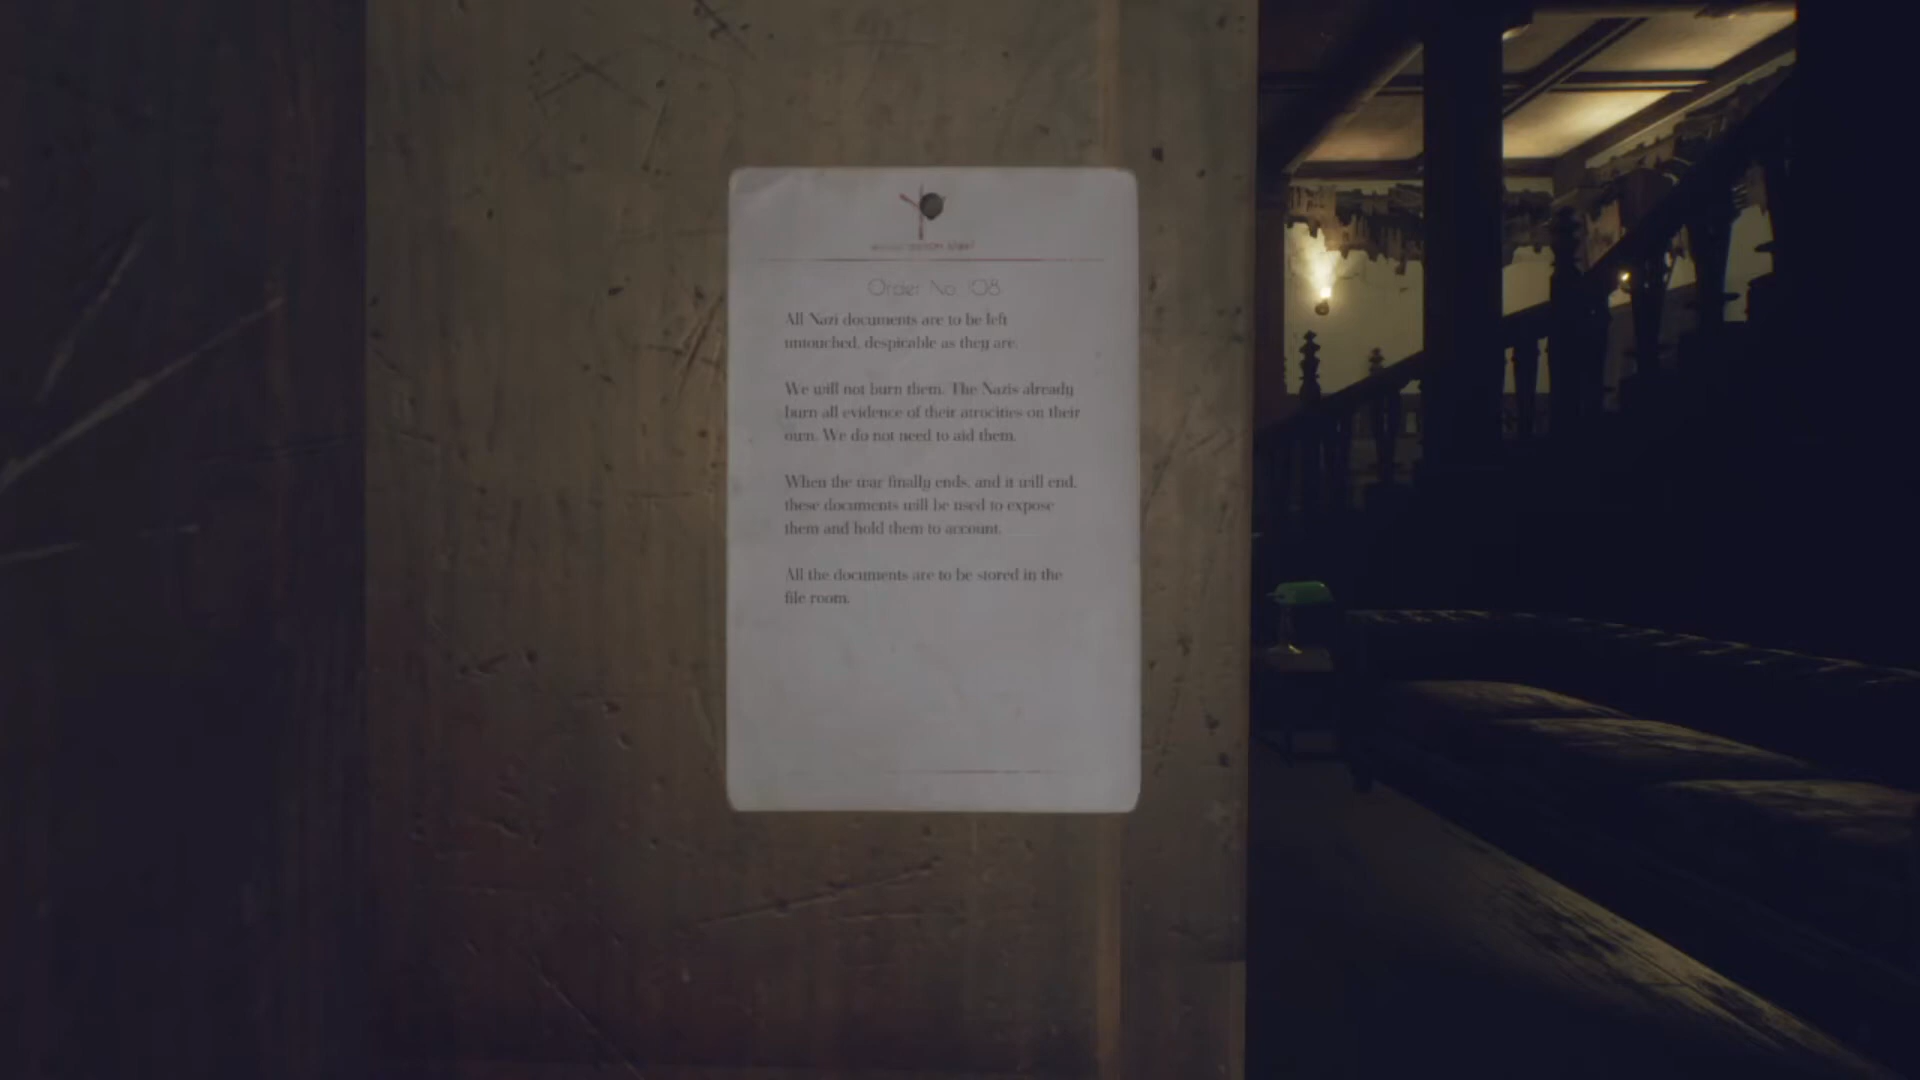 Order No. 108
All Nazi documents are to be left
untouched, despicable as they are.
We will not burn them. The Nazis already
burn all evidence of their atrocities on their
own. We do not need to aid them.
When the war finally ends, and it will end,
these documents will be used to expose
them and hold them to account.
All the documents are to be stored in the
file room.